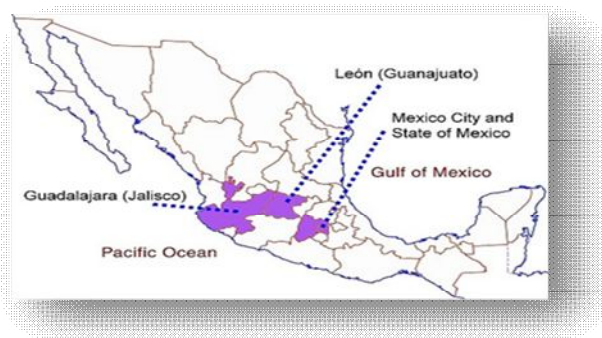 León (Guanajuato)
Mexico City and
State of Mexico
Gulf of Mexico
Guadalajara (Jalisco)
Pacific Ocean